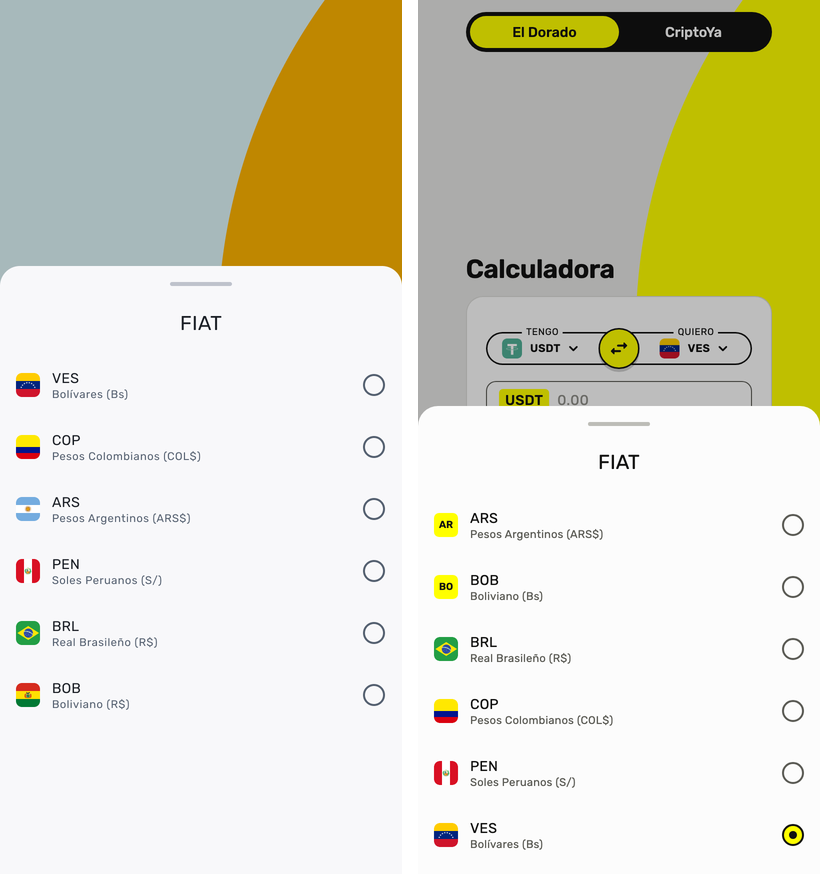 FIAT
VES
Bolívares (Bs)
COP
Pesos Colombianos (COL$)
ARS
Pesos Argentinos (ARS$)
PEN
Soles Peruanos (S/)
BRL
Real Brasileño (R$)
BOB
Boliviano (R$)
El Dorado
CriptoYa
Calculadora
TENGO
QUIERO
USDT
VES
USDT
0.00
FIAT
AR
ARS
Pesos Argentinos (ARS$)
BO
BOB
Boliviano (Bs)
BRL
Real Brasileño (R$)
COP
Pesos Colombianos (COL$)
PEN
Soles Peruanos (S/)
VES
Bolívares (Bs)